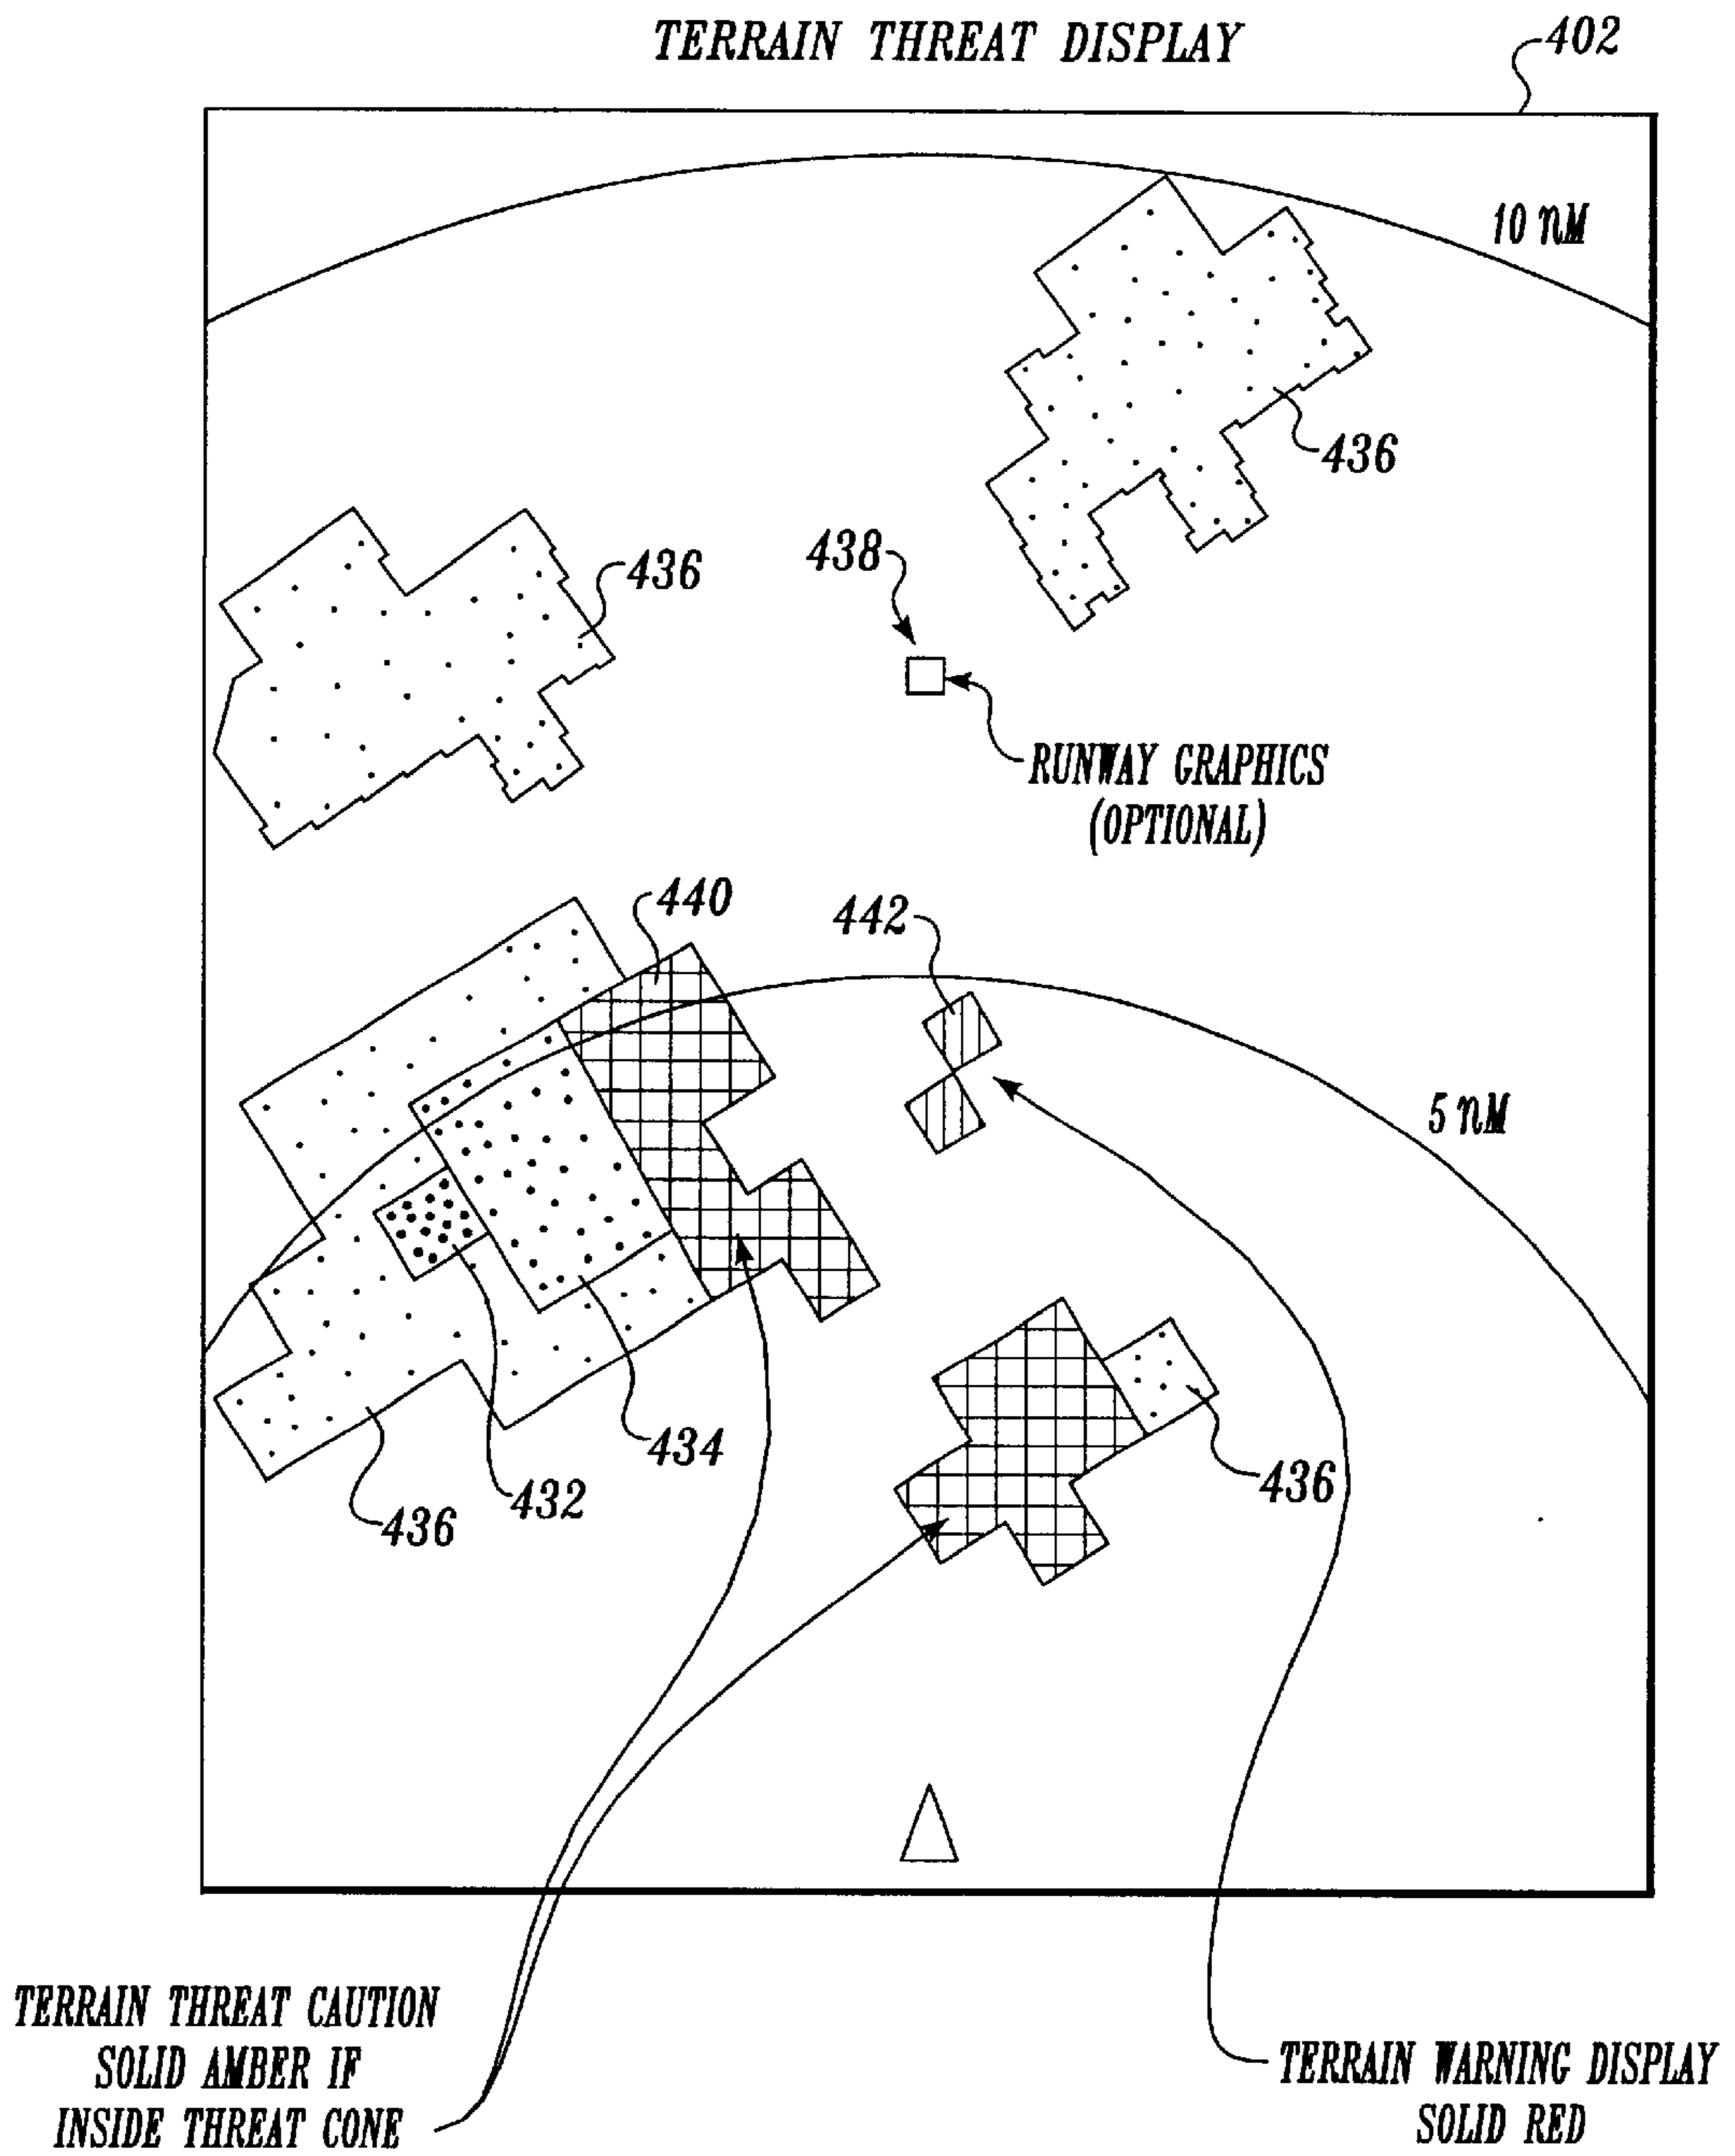 TERRAIN THREAT DISPLAY
402
10 nM
436
436
438
RUNWAY GRAPHICS
(OPTIONAL)
440
442
5 nM
434
432
436
436
TERRAIN THREAT CAUTION
SOLID AMBER IF
INSIDE THREAT CONE
TERRAIN WARNING DISPLAY
SOLID RED